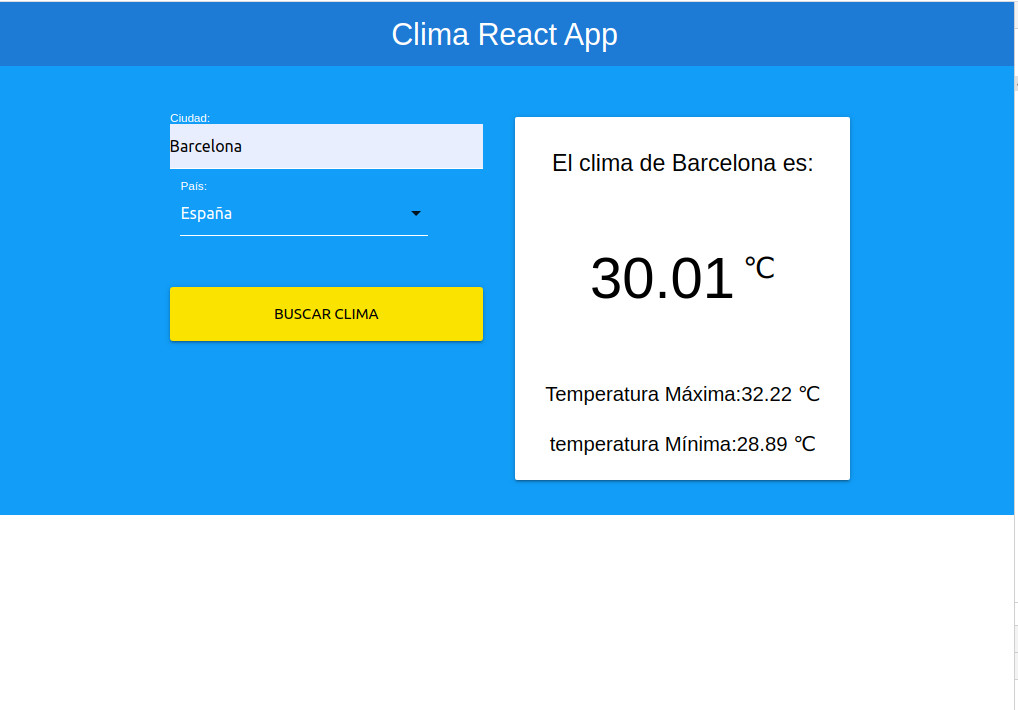 Clima React App
Ciudad:
Barcelona
País:
España
BUSCAR CLIMA
El clima de Barcelona es:
30.01 ℃
Temperatura Máxima:32.22 ℃
temperatura Mínima:28.89 ℃